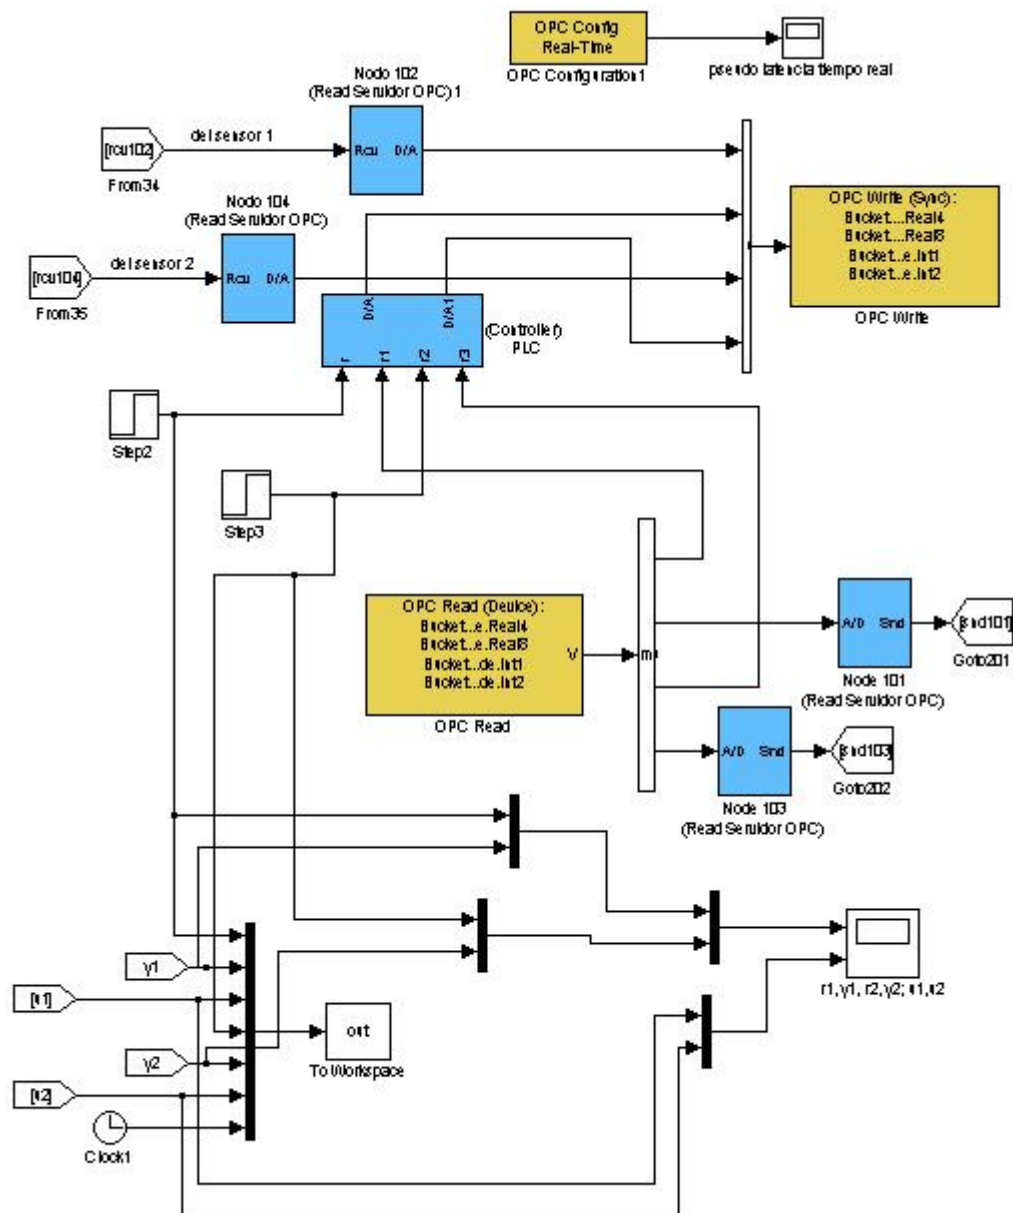 OPC Config
Real-Time
OPC Configuration1
pseudo latencia tiempo real
Nodo 102
(Read Servidor OPC) 1
[rcv102]
From34
del sensor 1
Rcv D/A
Nodo 104
(Read Servidor OPC)
[rcv104]
From35
del sensor 2
Rcv D/A
OPC Write (Sync):
Bucket...Real4
Bucket...Real8
Bucket...e.Int1
Bucket...e.Int2
OPC Write
D/A
D/A1
r
r1
r2
r3
(Controller)
PLC
Step2
Step3
OPC Read (Device):
Bucket...e.Real4
Bucket...e.Real8
Bucket...de.Int1
Bucket...de.Int2
V
OPC Read
A/D Snd
Node 101
(Read Servidor OPC)
[snd101]
Goto201
A/D Snd
Node 103
(Read Servidor OPC)
[snd103]
Goto202
y1
[u1]
y2
[u2]
Clock1
out
To Workspace
r1,y1, r2,y2; u1,u2